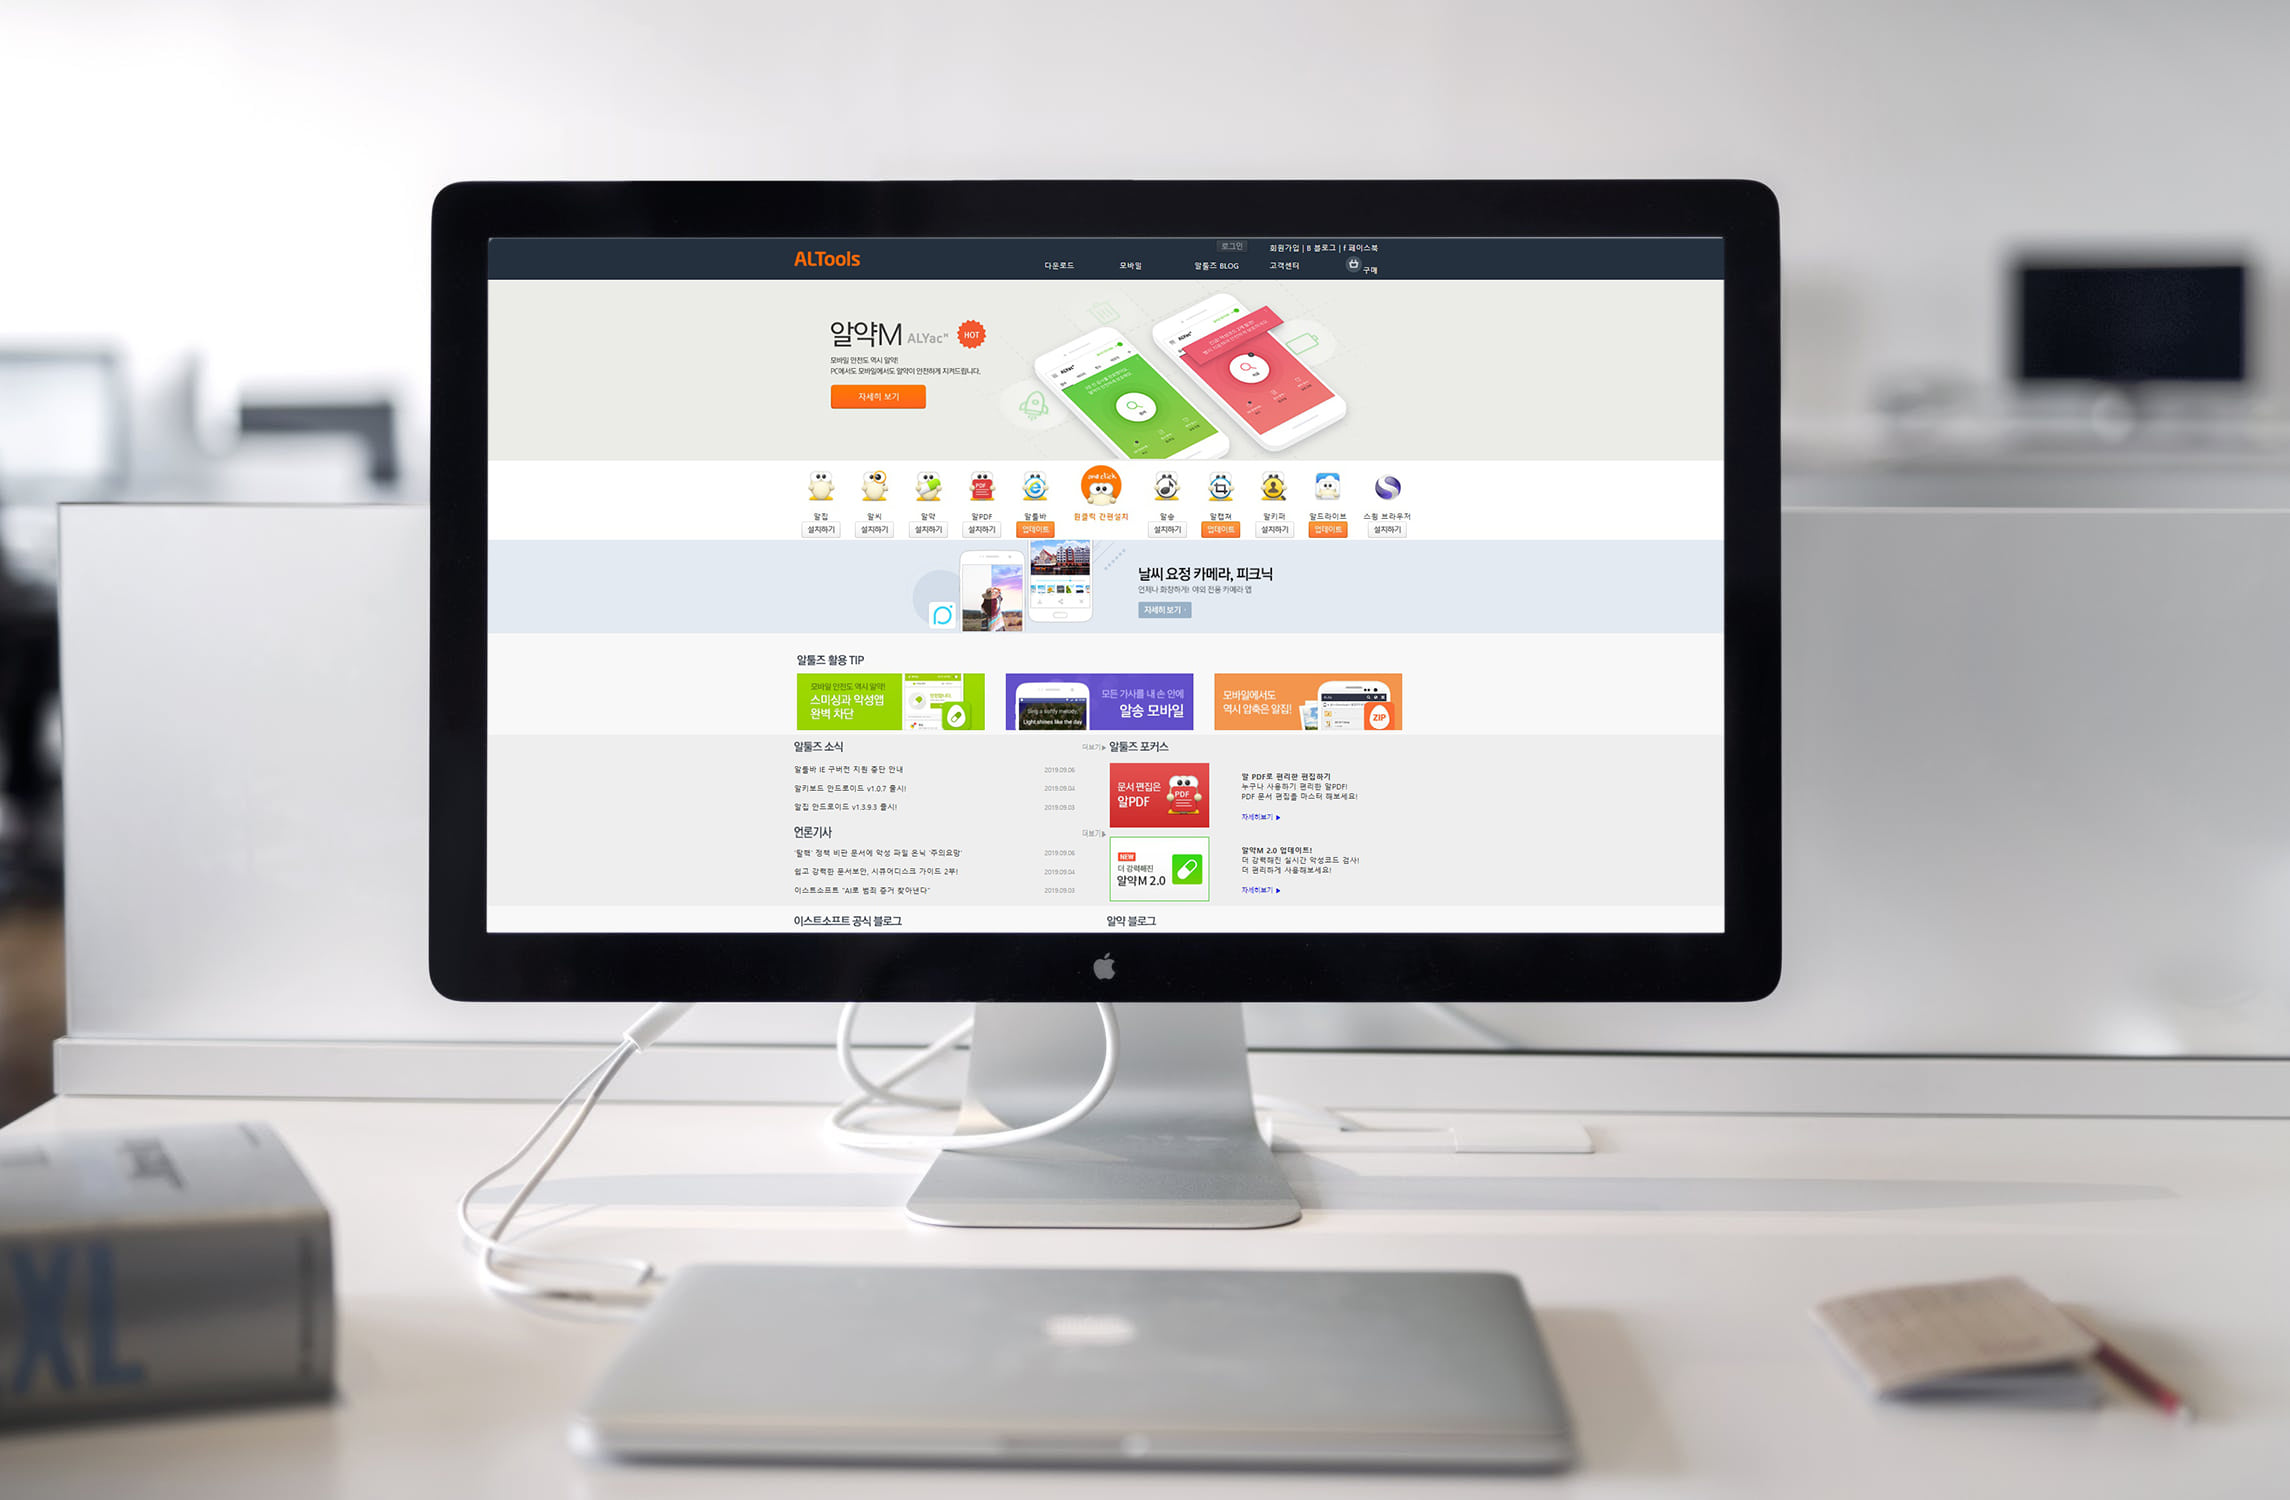 로그인
회원가입 | B 블로그 | f 페이스북
ALTools
다운로드 모바일 알툴즈 BLOG 고객센터 구매
알약M ALYac HOT
모바일 안전도 역시 알약!
PC에서도 모바일에서도 알약이 안전하게 지켜드립니다.
자세히 보기
ALYac
ALYac
one click
PDF
알집 알씨 알약 알PDF 알툴바 원클릭 간편설치 알송 알캡쳐 알키퍼 알드라이브 스윙 브라우저
설치하기 설치하기 설치하기 설치하기 업데이트 설치하기 업데이트 설치하기 업데이트 설치하기
날씨 요정 카메라, 피크닉
언제나 화창하게! 야외 전용 카메라 앱
자세히 보기
알툴즈 활용 TIP
모바일 안전도 역시 알약!
스미싱과 악성앱
완벽 차단
Sing a softly melody,
Light shines like the day
모든 가사를 내 손 안에
알송 모바일
모바일에서도
역시 압축은 알집!
ZIP
알툴즈 소식 더보기▶
알툴바 IE 구버전 지원 중단 안내 2019.09.06
알키보드 안드로이드 v1.0.7 출시! 2019.09.04
알집 안드로이드 v1.3.9.3 출시! 2019.09.03
언론기사 더보기▶
'탈핵' 정책 비판 문서에 악성 파일 은닉 '주의요망' 2019.09.06
쉽고 강력한 문서보안, 시큐어디스크 가이드 2부! 2019.09.04
이스트소프트 "AI로 범죄 증거 찾아낸다" 2019.09.03
알툴즈 포커스
문서 편집은
알PDF
PDF
알 PDF로 편리한 편집하기
누구나 사용하기 편리한 알PDF!
PDF 문서 편집을 마스터 해보세요!
자세히보기 ▶
NEW
더 강력해진
알약M 2.0
알약M 2.0 업데이트!
더 강력해진 실시간 악성코드 검사!
더 편리하게 사용해보세요!
자세히보기 ▶
이스트소프트 공식 블로그
알약 블로그
XL